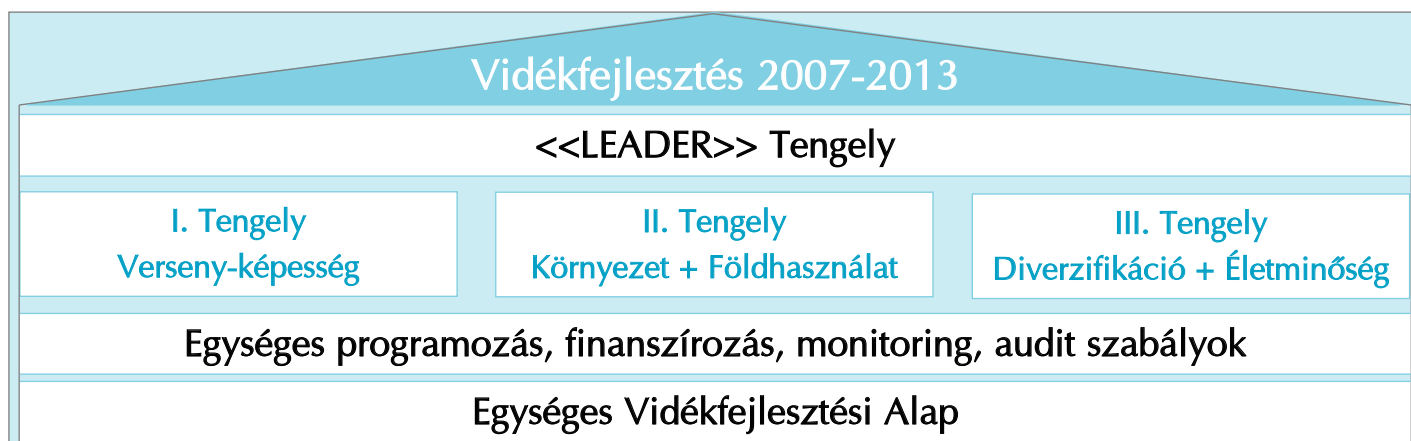 Vidékfejlesztés 2007-2013
<<LEADER>> Tengely
I. Tengely
Verseny-képesség
II. Tengely
Környezet + Földhasználat
III. Tengely
Diverzifikáció + Életminőség
Egységes programozás, finanszírozás, monitoring, audit szabályok
Egységes Vidékfejlesztési Alap